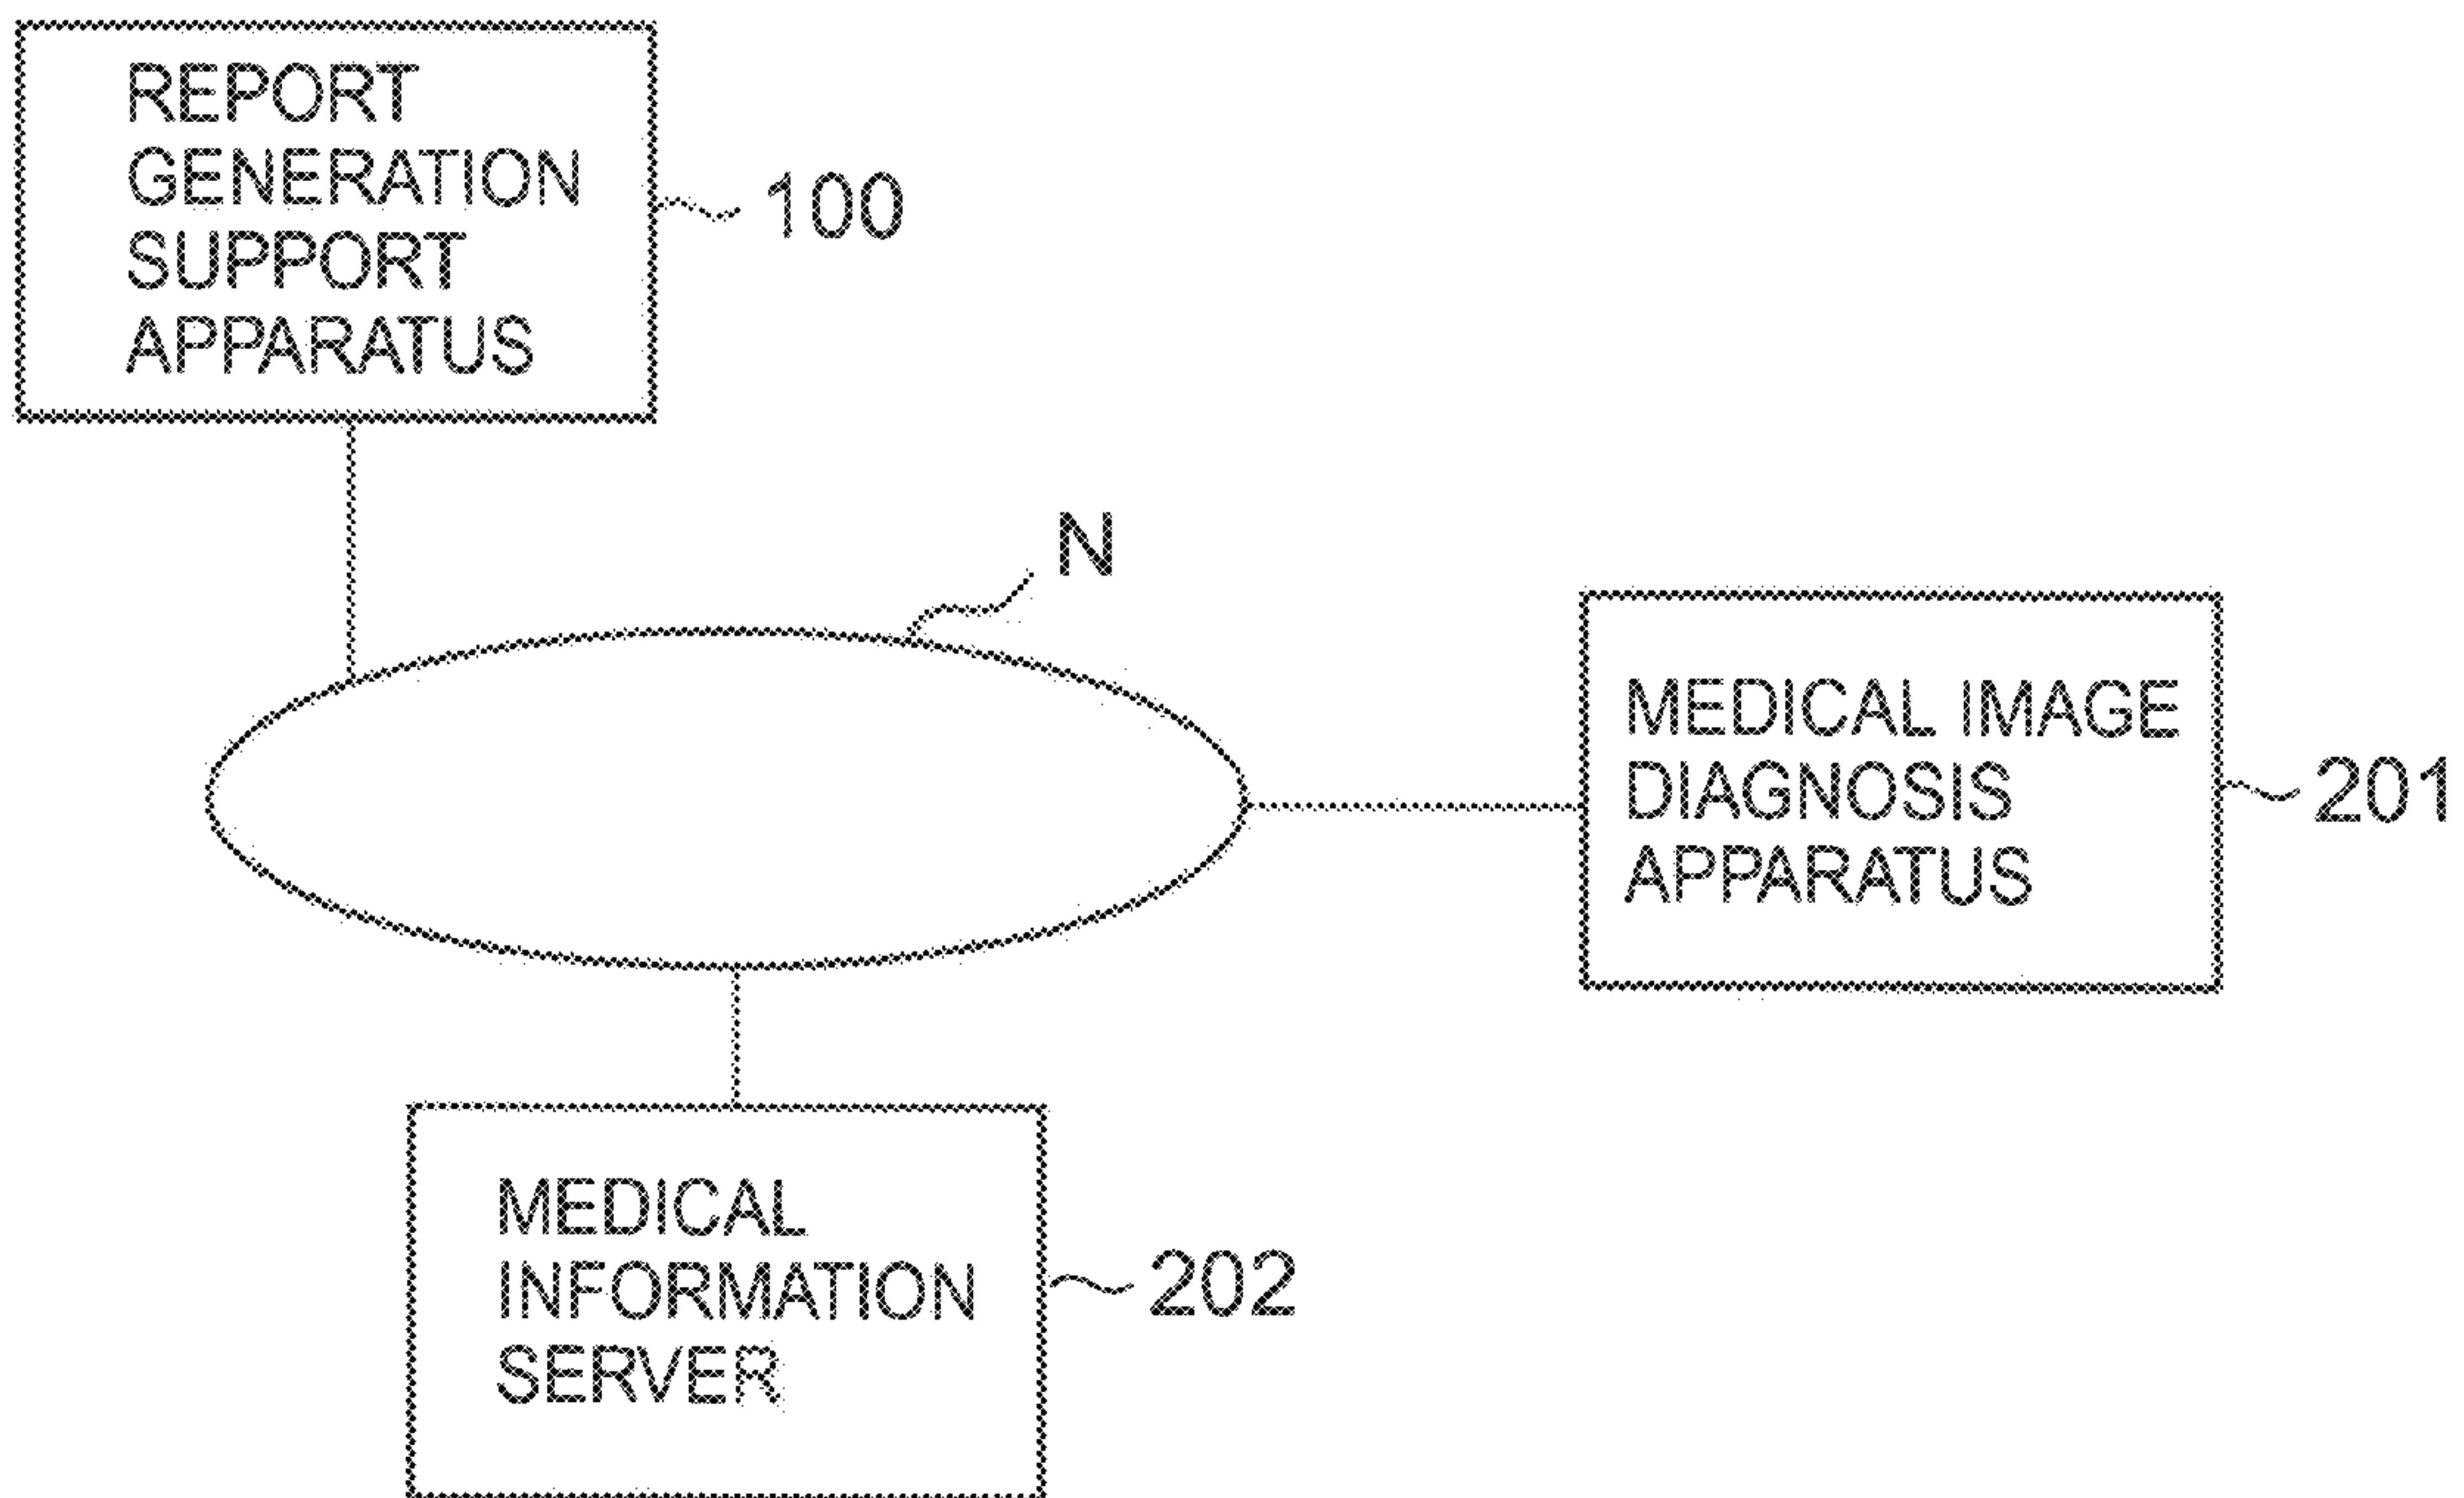 REPORT
GENERATION
SUPPORT
APPARATUS
100
N
MEDICAL IMAGE
DIAGNOSIS
APPARATUS
201
MEDICAL
INFORMATION
SERVER
202